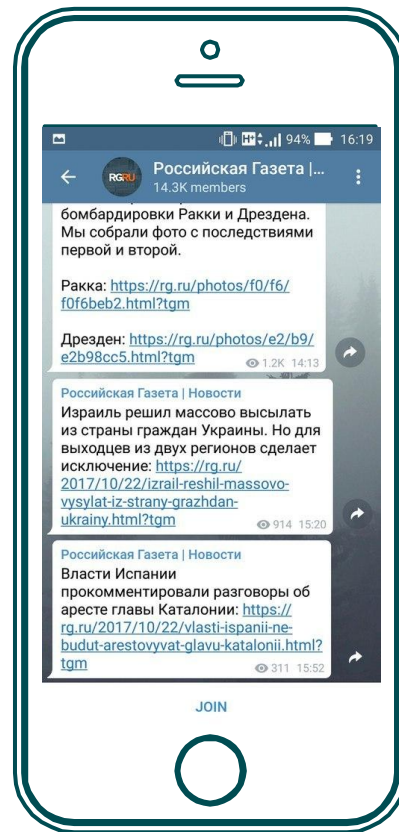 H+ 94% 16:19
RGRU
Российская Газета |...
14.3K members
бомбардировки Ракки и Дрездена.
Мы собрали фото с последствиями
первой и второй.
Ракка: https://rg.ru/photos/f0/f6/
f0f6beb2.html?tgm
Дрезден: https://rg.ru/photos/e2/b9/
e2b98cc5.html?tgm
1.2K 14:13
Российская Газета | Новости
Израиль решил массово высылать
из страны граждан Украины. Но для
выходцев из двух регионов сделает
исключение: https://rg.ru/
2017/10/22/izrail-reshil-massovo-
vysylat-iz-strany-grazhdan-
ukrainy.html?tgm
914 15:20
Российская Газета | Новости
Власти Испании
прокомментировали разговоры об
аресте главы Каталонии: https://
rg.ru/2017/10/22/vlasti-ispanii-ne-
budut-arestovyvat-glavu-katalonii.html?
tgm
311 15:52
JOIN